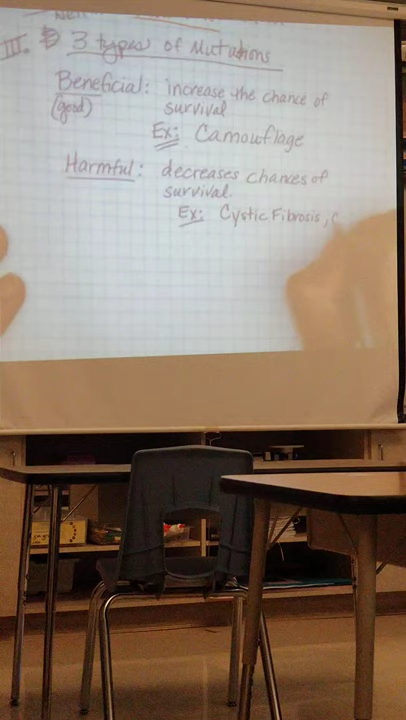 III. 3 types of Mutations
Beneficial: increase the chance of
(good) survival
Ex: Camouflage
Harmful: decreases chances of
survival.
Ex: Cystic Fibrosis, C